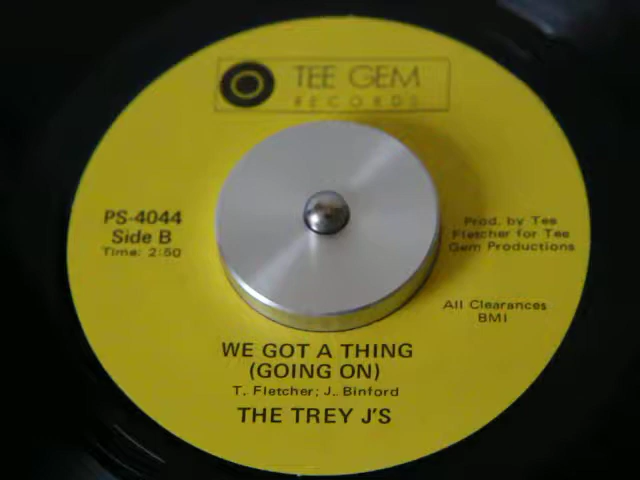 TEE GEM
RECORDS
PS-4044
Side B
Time: 2:50
Prod. by Tee
Fletcher for Tee
Gem Productions
All Clearances
BMI
WE GOT A THING
(GOING ON)
T. Fletcher; J. Binford
THE TREY J'S